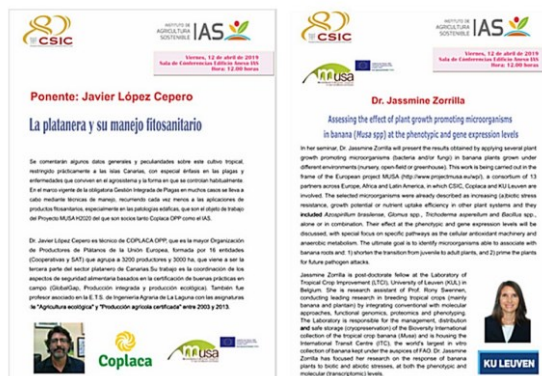 CSIC
INSTITUTO DE
AGRICULTURA
SOSTENIBLE
IAS
Viernes, 12 de abril de 2019
Sala de Conferencias Edificio Anexo IAS
Hora: 12.00 horas
Ponente: Javier López Cepero
La platanera y su manejo fitosanitario
Se comentarán algunos datos generales y peculiaridades sobre este cultivo tropical,
restringido prácticamente a las islas Canarias, con especial énfasis en las plagas y
enfermedades que conviven en el agrosistema y la forma en que se controlan habitualmente.
En el marco vigente de la obligatoria Gestión Integrada de Plagas en muchos casos se lleva a
cabo mediante técnicas de manejo, recurriendo cada vez menos a las aplicaciones de
productos fitosanitarios, especialmente en las patologías edáficas, que son el objeto de trabajo
del Proyecto MUSA H2020 del que son socios tanto Coplaca OPP como el IAS.
Dr. Javier López Cepero es técnico de COPLACA OPP, que es la mayor Organización
de Productores de Plátanos de la Unión Europea, formada por 16 entidades
(Cooperativas y SAT) que agrupa a 3200 productores y 3000 ha, que viene a ser la
tercera parte del sector platanero de Canarias. Su trabajo es la coordinación de los
aspectos de seguridad alimentaria basados en la certificación de buenas prácticas en
campo (GlobalGap, Producción integrada y producción ecológica). También fue
profesor asociado en la E.T.S. de Ingeniería Agraria de La Laguna con las asignaturas
de "Agricultura ecológica" y "Producción agrícola certificada" entre 2003 y 2013.
Coplaca
musa
CSIC
INSTITUTO DE
AGRICULTURA
SOSTENIBLE
IAS
musa
Viernes, 12 de abril de 2019
Sala de Conferencias Edificio Anexo IAS
Hora: 12.00 horas
Dr. Jassmine Zorrilla
Assessing the effect of plant growth promoting microorganisms
in banana (Musa spp) at the phenotypic and gene expression levels
In her seminar, Dr. Jassmine Zorrilla will present the results obtained by applying several plant
growth promoting microorganisms (bacteria and/or fungi) in banana plants grown under
different environments (nursery, open-field or greenhouse). This work is being carried out in the
frame of the European project MUSA (http://www.projectmusa.eu/wp/), a consortium of 13
partners across Europe, Africa and Latin America, in which CSIC, Coplaca and KU Leuven are
involved. The selected microorganisms were already described as increasing (a)biotic stress
resistance, growth potential or nutrient uptake efficiency in other plant systems and they
included Azospirillum brasilense, Glomus spp., Trichoderma asperellum and Bacillus spp.,
alone or in combination. Their effect at the phenotypic and gene expression levels will be
discussed, with special focus on specific pathways as the cellular antioxidant machinery and
anaerobic metabolism. The ultimate goal is to identify microorganisms able to associate with
banana roots and: 1) shorten the transition from juvenile to adult plants, and 2) prime the plants
for future pathogen attacks.
Jassmine Zorrilla is post-doctorate fellow at the Laboratory of
Tropical Crop Improvement (LTCI), University of Leuven (KUL) in
Belgium. She is research assistant of Prof. Rony Swennen,
conducting leading research in breeding tropical crops (mainly
banana and plantain) by integrating conventional with molecular
approaches, functional genomics, proteomics and phenotyping.
The Laboratory is responsible for the management, distribution
and safe storage (cryopreservation) of the Bioversity International
collection of the tropical crop banana (Musa) and is housing the
International Transit Centre (ITC), the world's largest in vitro
collection of banana kept under the auspices of FAO. Dr. Jassmine
Zorrilla has focused her research on the response of banana
plants to biotic and abiotic stresses, at both the phenotypic and
molecular (transcriptomic) levels.
KU LEUVEN